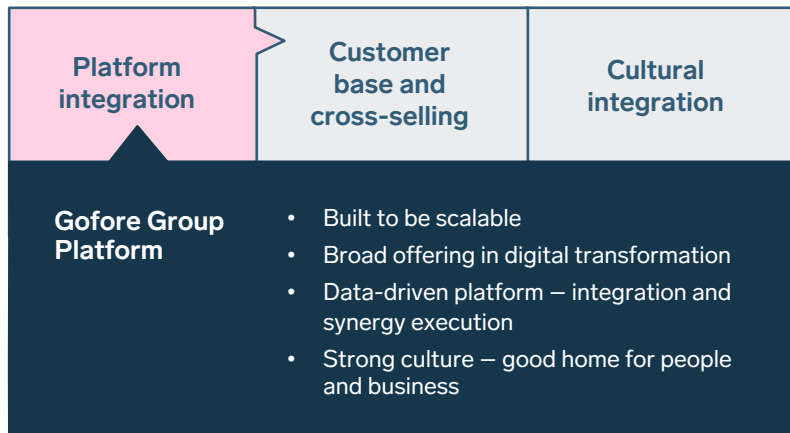 Platform
integration
Customer
base and
cross-selling
Cultural
integration
Gofore Group
Platform
• Built to be scalable
• Broad offering in digital transformation
• Data-driven platform – integration and
synergy execution
• Strong culture – good home for people
and business